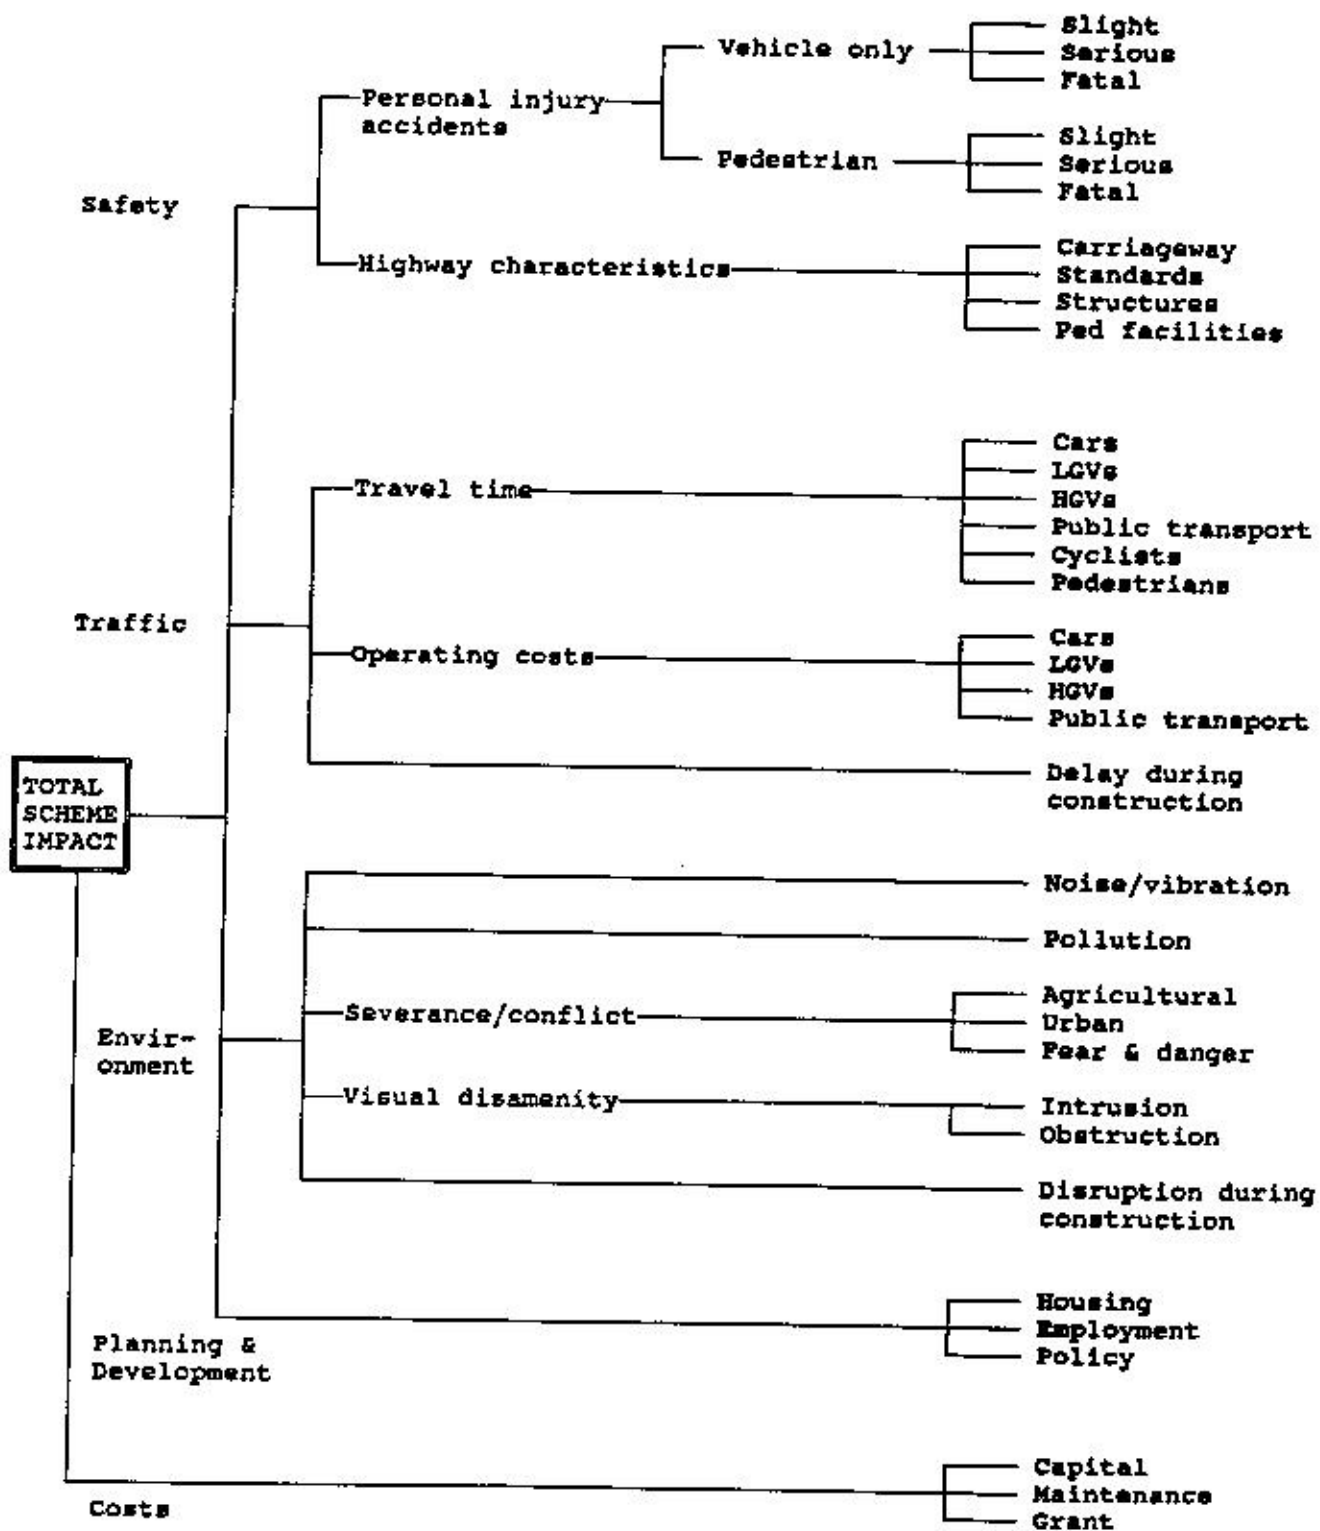 Slight
Vehicle only
Serious
Fatal
Personal injury
accidents
Slight
Pedestrian
Serious
Fatal
Safety
Highway characteristics
Carriageway
Standards
Structures
Ped facilities
Cars
LGVs
Travel time
HGVs
Public transport
Cyclists
Pedestrians
Traffic
Cars
Operating costs
LGVs
HGVs
Public transport
Delay during
construction
TOTAL
SCHEME
IMPACT
Noise/vibration
Pollution
Agricultural
Severance/conflict
Urban
Fear & danger
Envir-
onment
Visual disamenity
Intrusion
Obstruction
Disruption during
construction
Housing
Employment
Policy
Planning &
Development
Capital
Maintenance
Grant
Costs